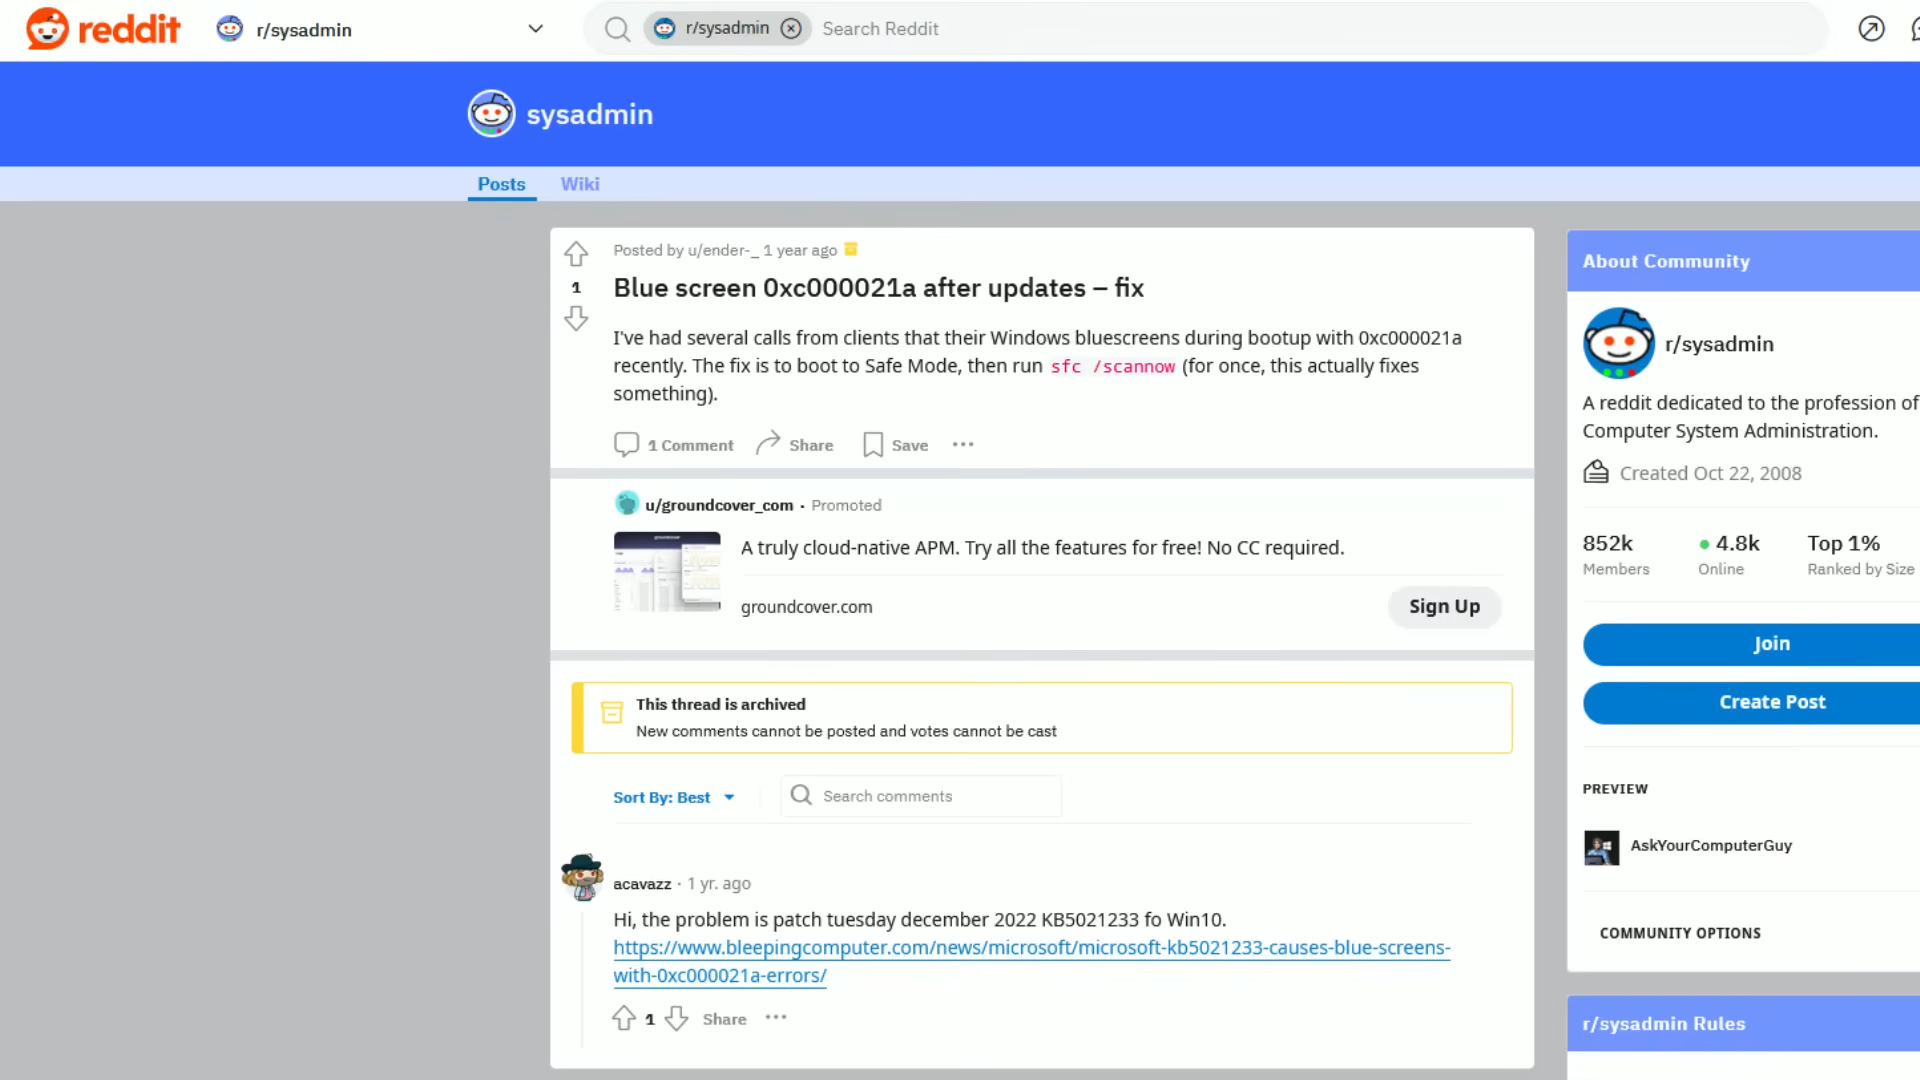 reddit
r/sysadmin
r/sysadmin
Search Reddit
sysadmin
Posts
Wiki
Posted by u/ender-_ 1 year ago
1
Blue screen 0xc000021a after updates – fix
I've had several calls from clients that their Windows bluescreens during bootup with 0xc000021a
recently. The fix is to boot to Safe Mode, then run sfc /scannow (for once, this actually fixes
something).
1 Comment
Share
Save
u/groundcover_com · Promoted
A truly cloud-native APM. Try all the features for free! No CC required.
groundcover.com
Sign Up
This thread is archived
New comments cannot be posted and votes cannot be cast
Sort By: Best
Search comments
acavazz · 1 yr. ago
Hi, the problem is patch tuesday december 2022 KB5021233 fo Win10.
https://www.bleepingcomputer.com/news/microsoft/microsoft-kb5021233-causes-blue-screens-
with-0xc000021a-errors/
1
Share
About Community
r/sysadmin
A reddit dedicated to the profession of
Computer System Administration.
Created Oct 22, 2008
852k
4.8k
Top 1%
Members
Online
Ranked by Size
Join
Create Post
PREVIEW
AskYourComputerGuy
COMMUNITY OPTIONS
r/sysadmin Rules